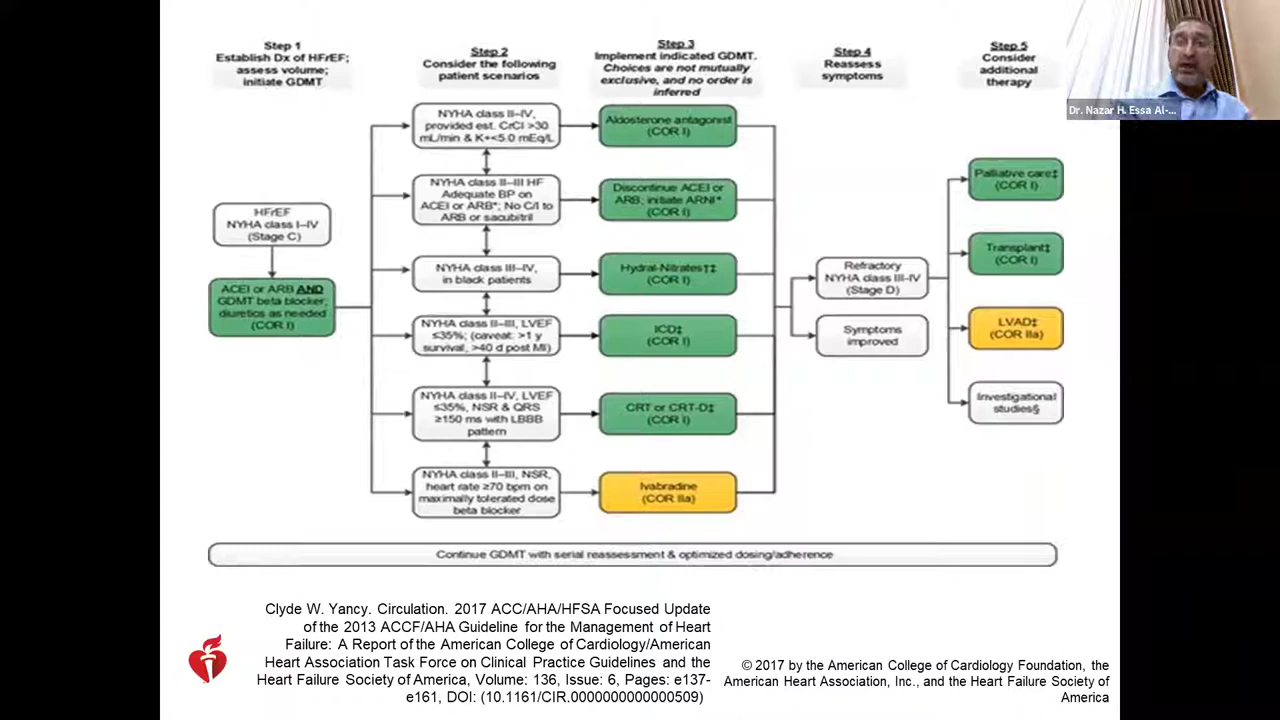 Step 1
Establish Dx of HFrEF;
assess volume;
initiate GDMT
Step 2
Consider the following
patient scenarios
Step 3
Implement indicated GDMT.
Choices are not mutually
exclusive, and no order is
inferred
Step 4
Reassess
symptoms
Step 5
Consider
additional
therapy
Dr. Nazar H. Essa Al-...
HFrEF
NYHA class I–IV
(Stage C)
ACEI or ARB AND
GDMT beta blocker;
diuretics as needed
(COR I)
NYHA class II–IV,
provided est. CrCl >30
mL/min & K+<5.0 mEq/L
Aldosterone antagonist
(COR I)
NYHA class II–III HF
Adequate BP on
ACEI or ARB*; No C/I to
ARB or sacubitril
Discontinue ACEI or
ARB; initiate ARNI*
(COR I)
NYHA class III–IV,
in black patients
Hydral-Nitrates†‡
(COR I)
NYHA class II–III, LVEF
≤35%; (caveat: >1 y
survival, >40 d post MI)
ICD‡
(COR I)
NYHA class II–IV, LVEF
≤35%, NSR & QRS
≥150 ms with LBBB
pattern
CRT or CRT-D‡
(COR I)
NYHA class II–III, NSR,
heart rate ≥70 bpm on
maximally tolerated dose
beta blocker
Ivabradine
(COR IIa)
Refractory
NYHA class III-IV
(Stage D)
Symptoms
improved
Palliative care‡
(COR I)
Transplant‡
(COR I)
LVAD‡
(COR IIa)
Investigational
studies§
Continue GDMT with serial reassessment & optimized dosing/adherence
Clyde W. Yancy. Circulation. 2017 ACC/AHA/HFSA Focused Update
of the 2013 ACCF/AHA Guideline for the Management of Heart
Failure: A Report of the American College of Cardiology/American
Heart Association Task Force on Clinical Practice Guidelines and the
Heart Failure Society of America, Volume: 136, Issue: 6, Pages: e137-
e161, DOI: (10.1161/CIR.0000000000000509)
© 2017 by the American College of Cardiology Foundation, the
American Heart Association, Inc., and the Heart Failure Society of
America